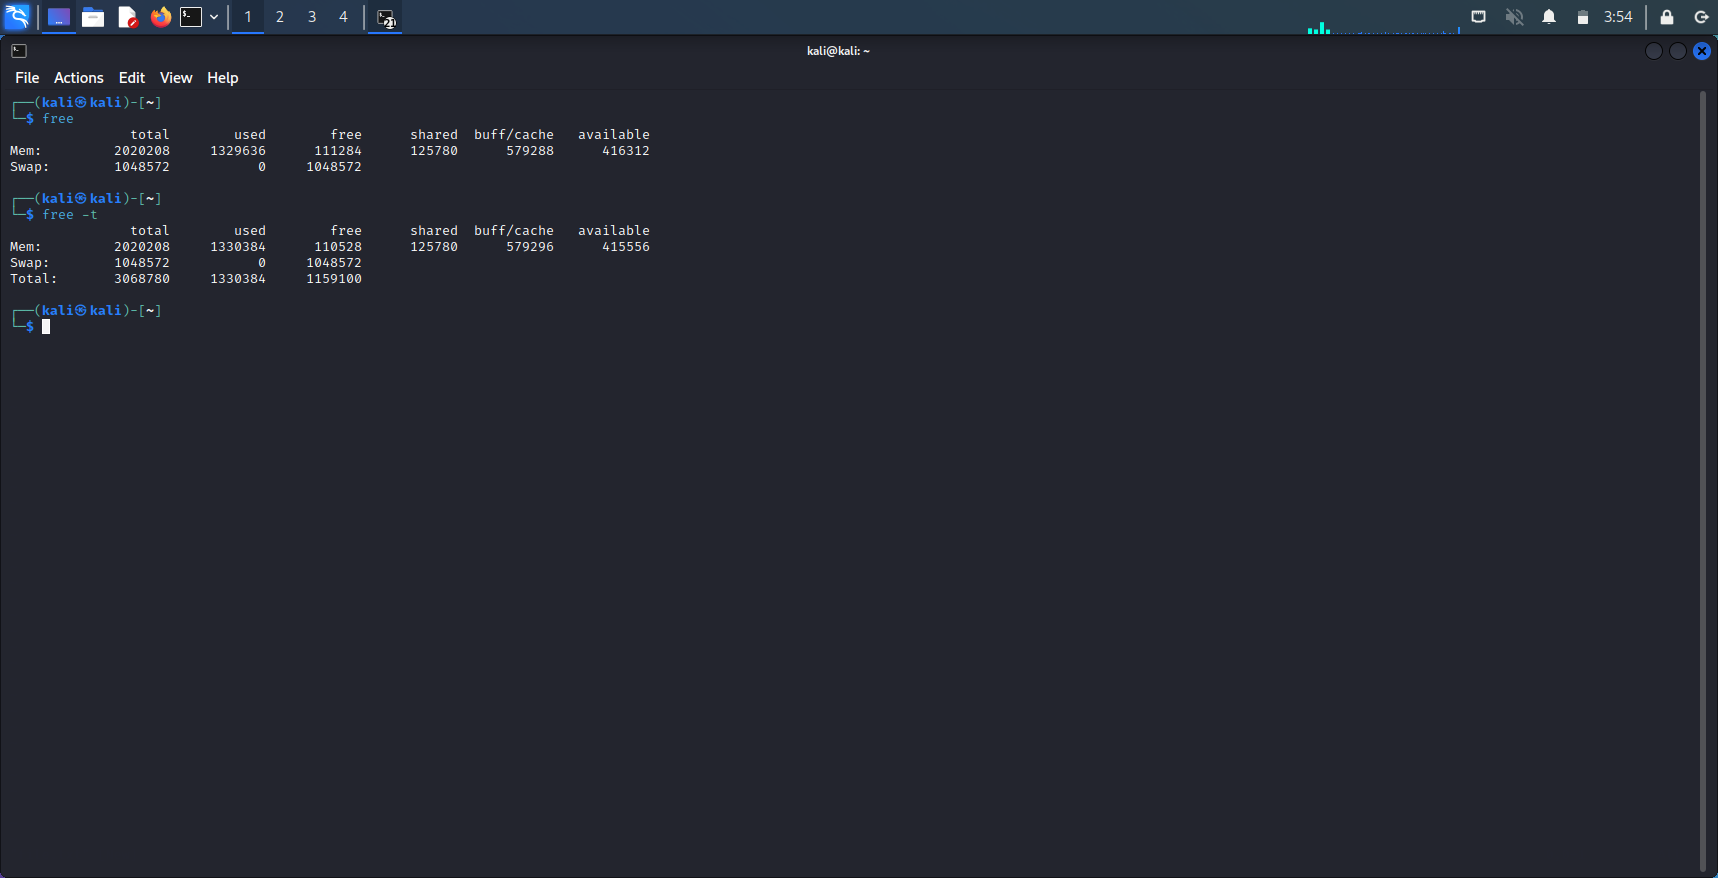 1 2 3 4 21 3:54
kali@kali: ~
File Actions Edit View Help
┌──(kali㉿kali)-[~]
└─$ free
total used free shared buff/cache available
Mem: 2020208 1329636 111284 125780 579288 416312
Swap: 1048572 0 1048572
┌──(kali㉿kali)-[~]
└─$ free -t
total used free shared buff/cache available
Mem: 2020208 1330384 110528 125780 579296 415556
Swap: 1048572 0 1048572
Total: 3068780 1330384 1159100
┌──(kali㉿kali)-[~]
└─$